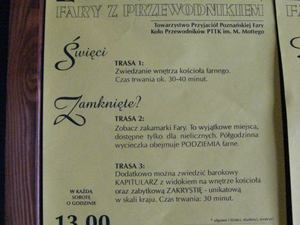 FARY Z PRZEWODNIKIEM
Towarzystwo Przyjaciół Poznańskiej Fary
Koło Przewodników PTTK im. M. Mottego
Święci
TRASA 1:
Zwiedzanie wnętrza kościoła farnego.
Czas trwania ok. 30-40 minut.
Zamknięte?
TRASA 2:
Zobacz zakamarki Fary. To wyjątkowe miejsca,
dostępne tylko dla nielicznych. Półgodzinna
wycieczka obejmuje PODZIEMIA farne.
TRASA 3:
Dodatkowo można zwiedzić barokowy
KAPITULARZ z widokiem na wnętrze kościoła
oraz zabytkową ZAKRYSTIĘ - unikatową
w skali kraju. Czas trwania: 30 minut.
W KAŻDĄ
SOBOTĘ
O GODZINIE
13.00